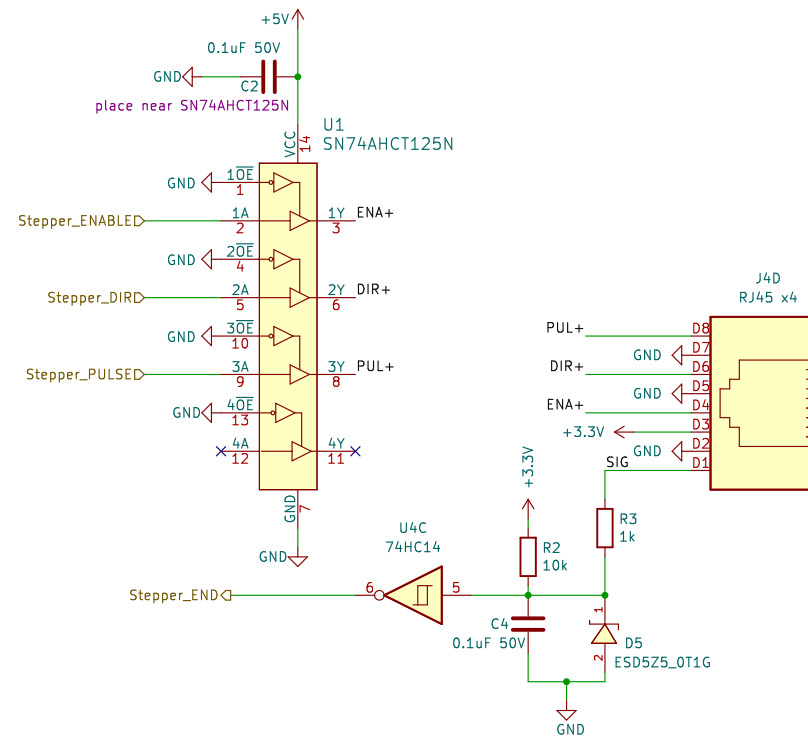 +5V
0.1uF 50V
GND
C2
place near SN74AHCT125N
U1
SN74AHCT125N
VCC
14
GND
1OE
1
Stepper_ENABLE
1A
2
1Y
3
ENA+
GND
2OE
4
Stepper_DIR
2A
5
2Y
6
DIR+
GND
3OE
10
Stepper_PULSE
3A
9
3Y
8
PUL+
GND
4OE
13
4A
12
4Y
11
GND
7
GND
J4D
RJ45 x4
PUL+
D8
GND
D7
DIR+
D6
GND
D5
ENA+
D4
+3.3V
D3
GND
D2
SIG
D1
+3.3V
R3
1k
R2
10k
U4C
74HC14
Stepper_END
6
5
C4
0.1uF 50V
1
D5
2
ESD5Z5_0T1G
GND